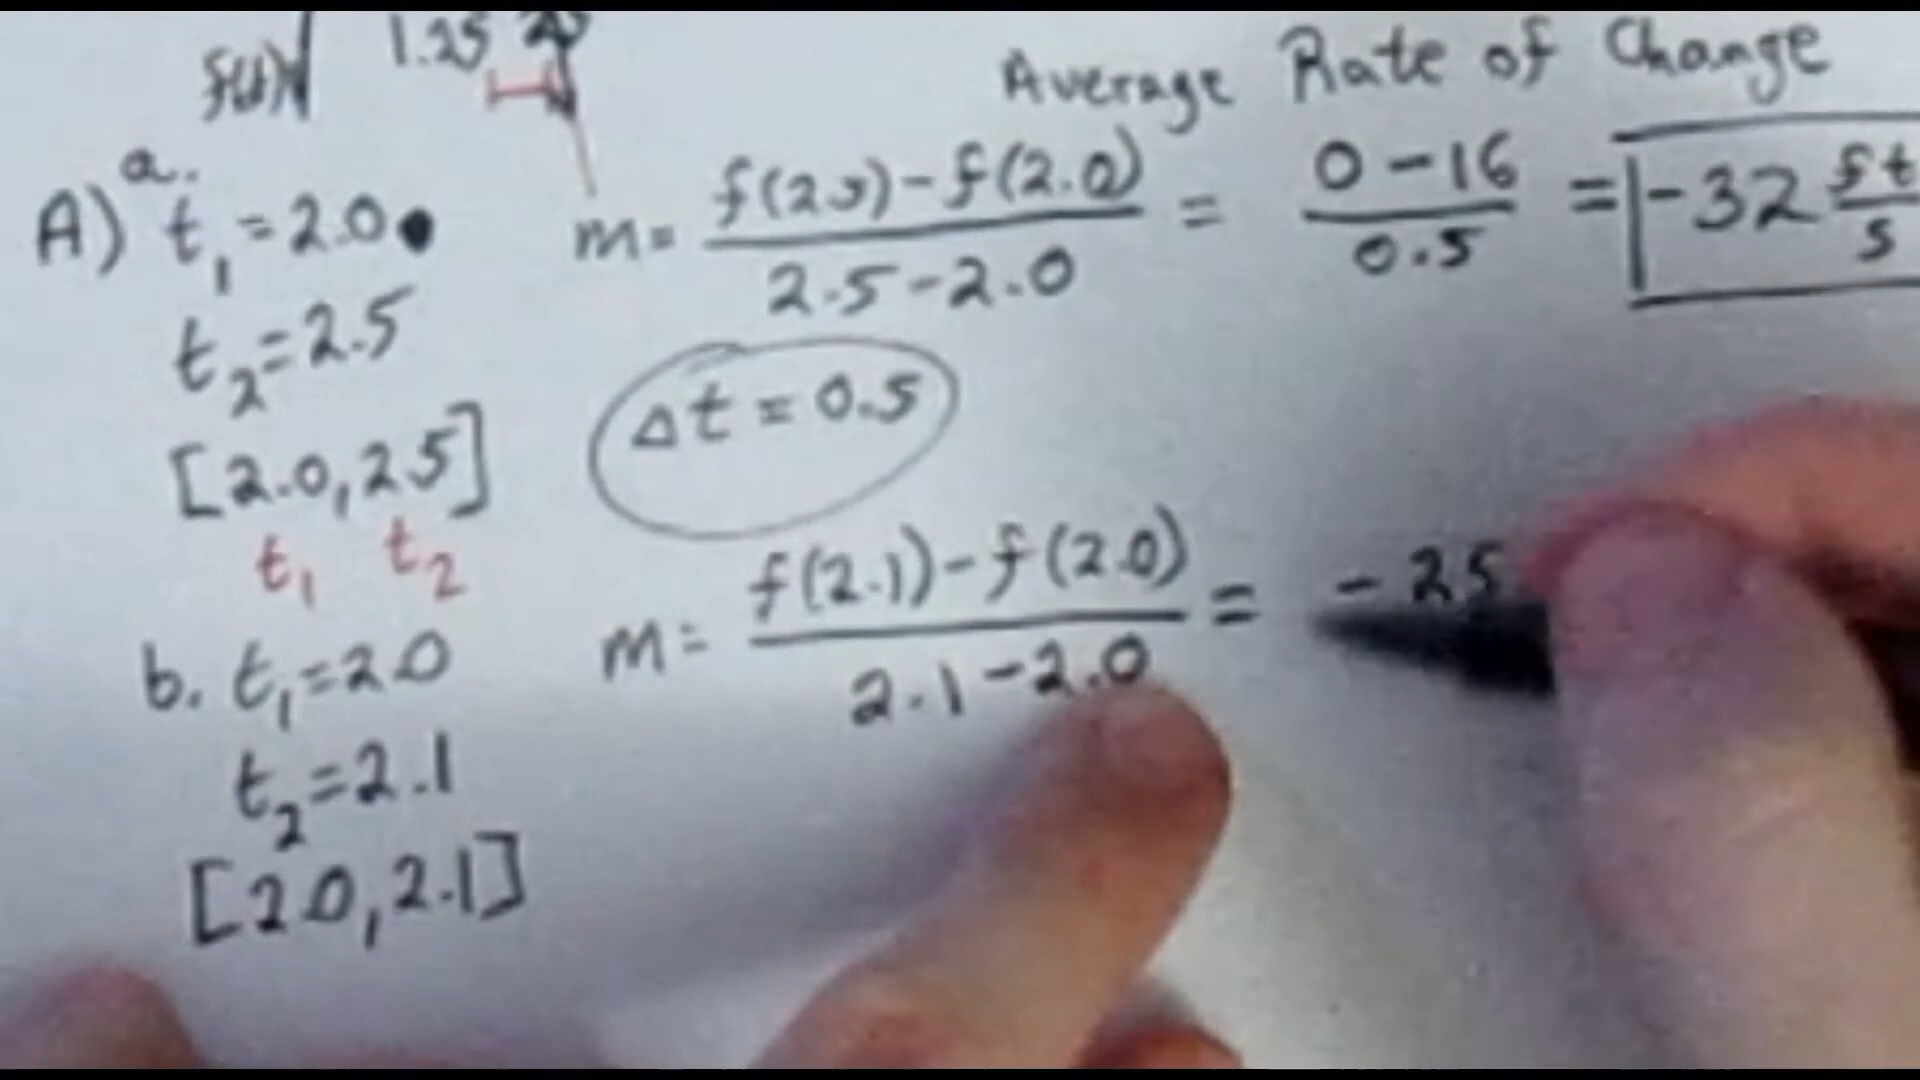 f(t) 1.25
Average Rate of Change
A) a. t₁ = 2.0
m = f(2.5) - f(2.0) / 2.5 - 2.0 = 0 - 16 / 0.5 = -32 ft/s
t₂ = 2.5
Δt = 0.5
[2.0, 2.5]
t₁ t₂
m = f(2.1) - f(2.0) / 2.1 - 2.0 = - 25
b. t₁ = 2.0
t₂ = 2.1
[2.0, 2.1]